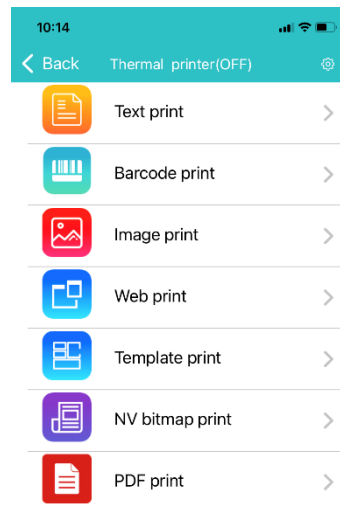 10:14
Back Thermal printer(OFF)
Text print
Barcode print
Image print
Web print
Template print
NV bitmap print
PDF print